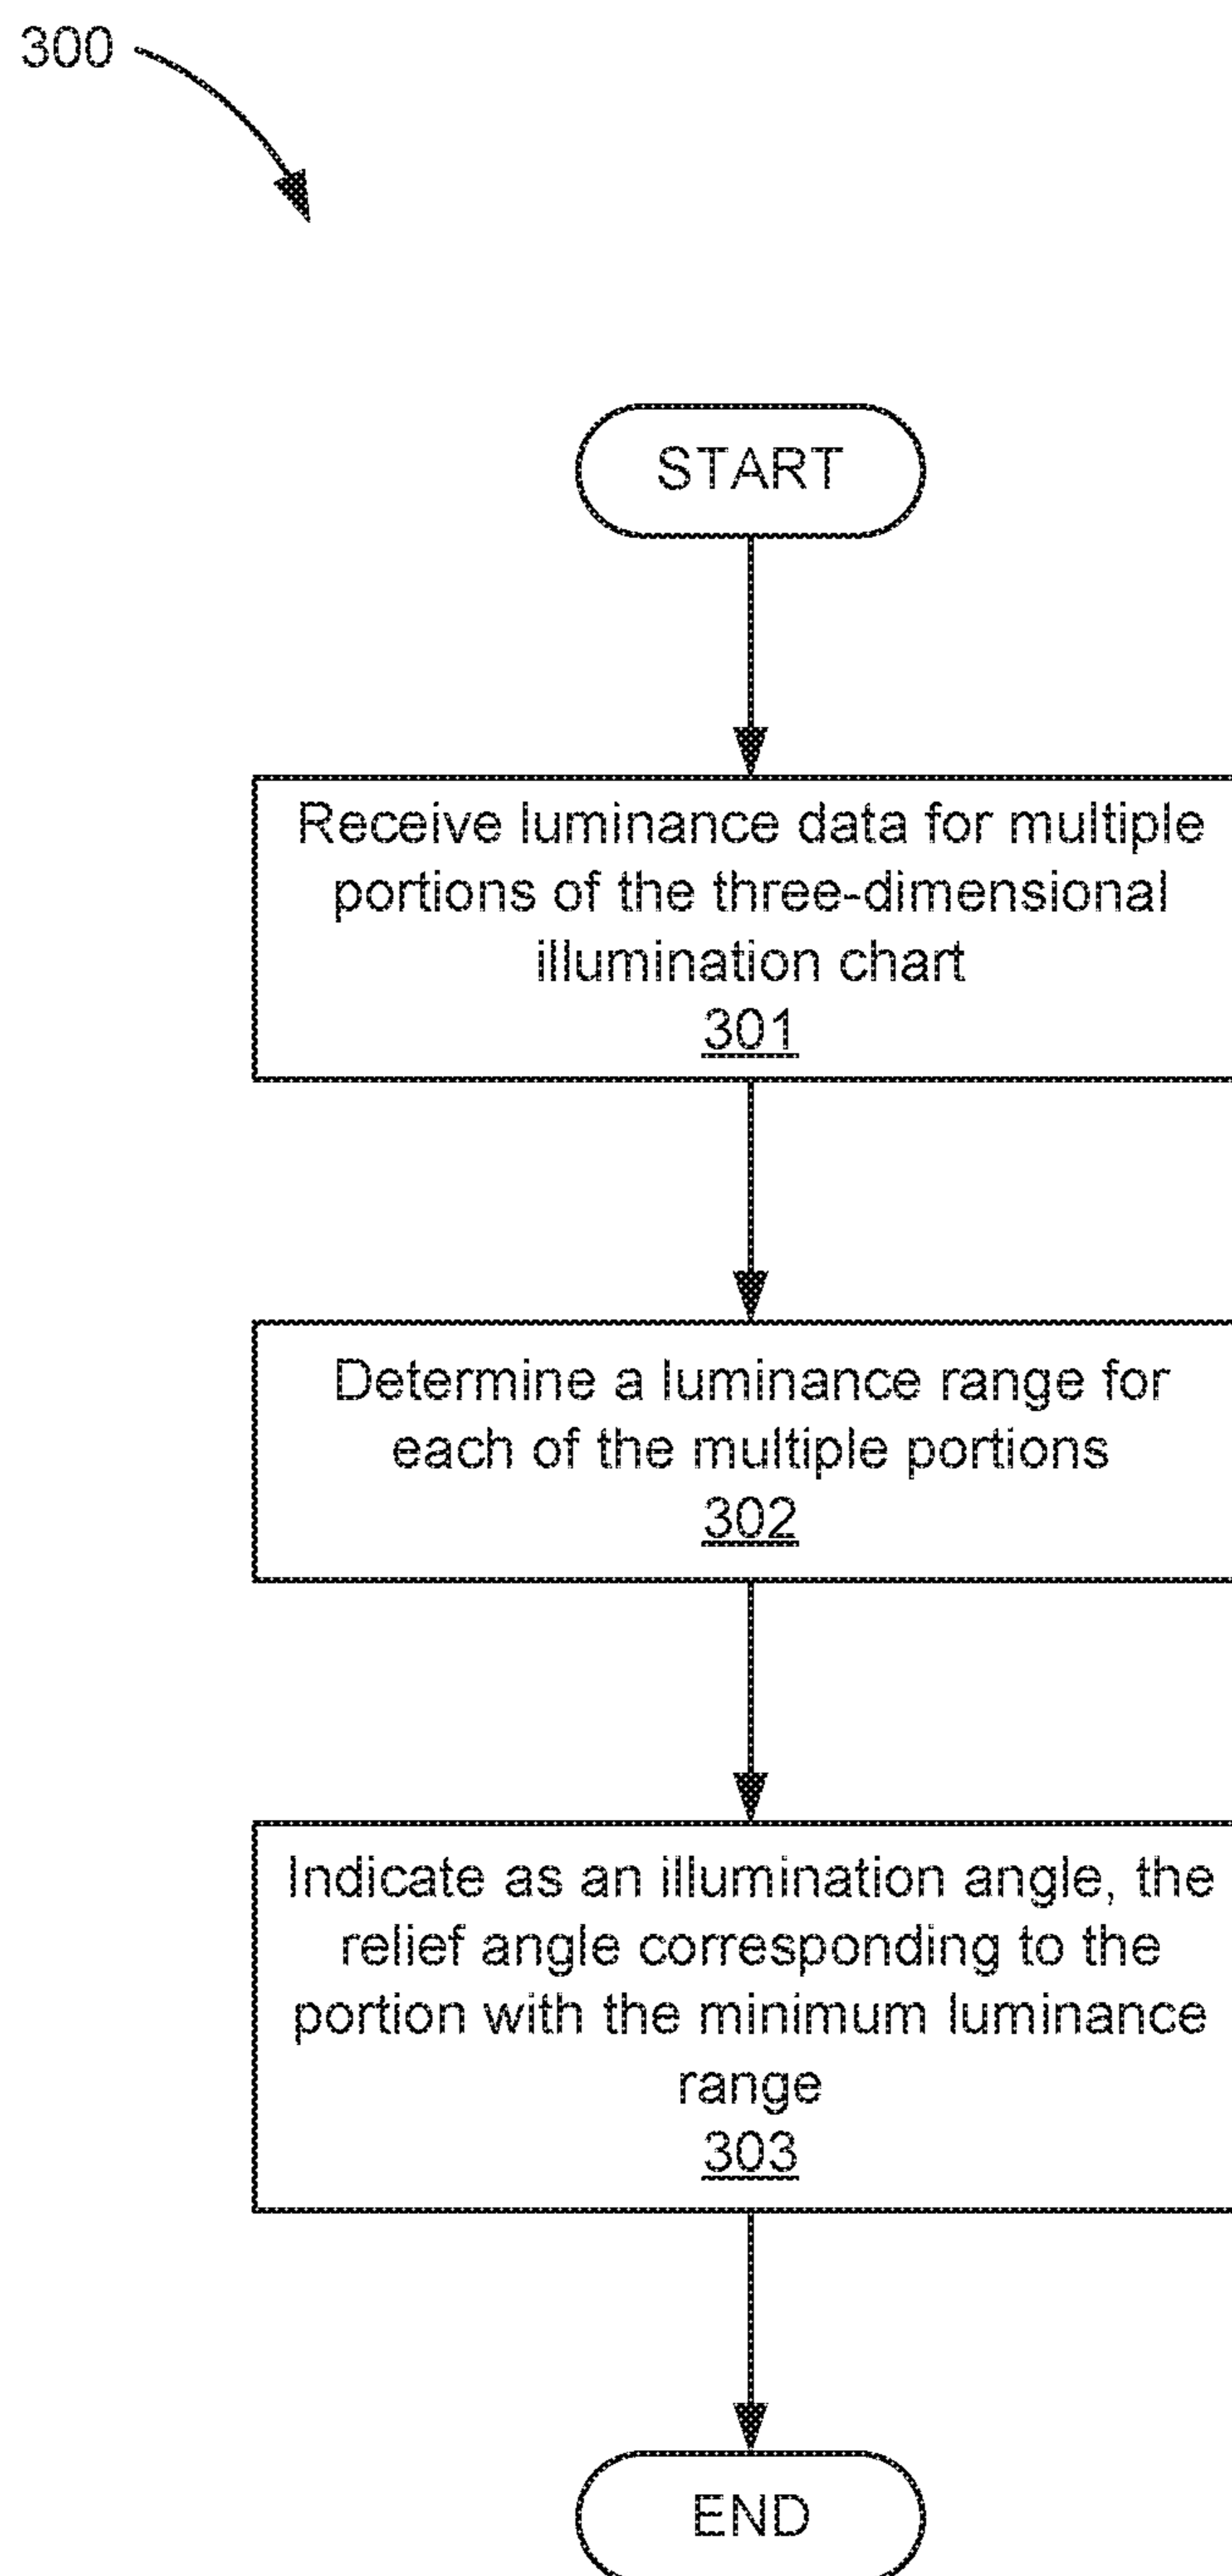 300
START
Receive luminance data for multiple
portions of the three-dimensional
illumination chart
301
Determine a luminance range for
each of the multiple portions
302
Indicate as an illumination angle, the
relief angle corresponding to the
portion with the minimum luminance
range
303
END